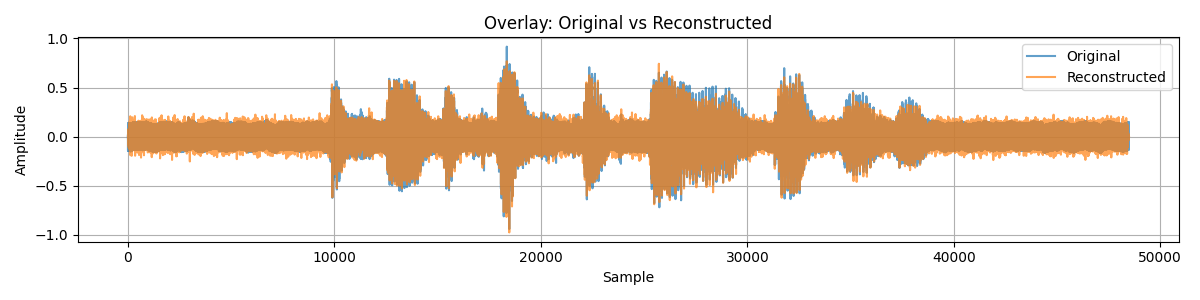 Overlay: Original vs Reconstructed
1.0
0.5
0.0
−0.5
−1.0
Amplitude
Original
Reconstructed
0
10000
20000
30000
40000
50000
Sample